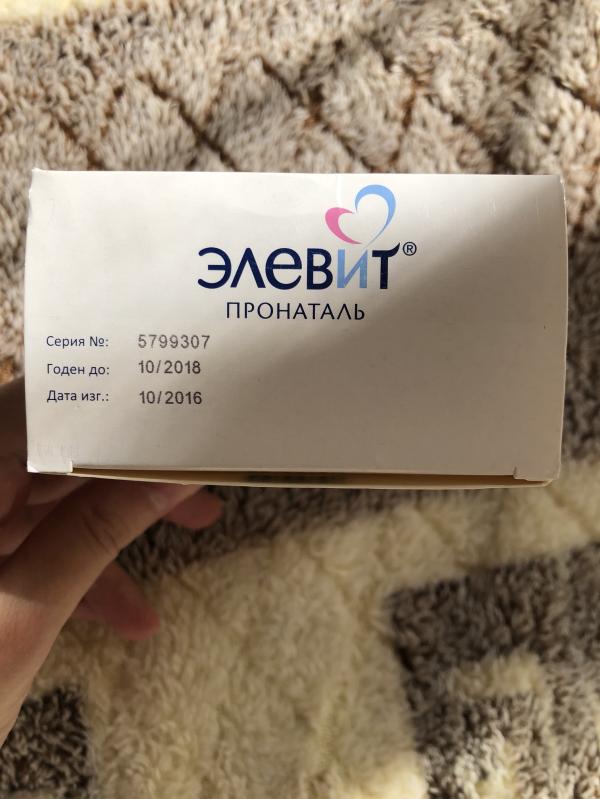 элевит®
ПРОНАТАЛЬ
Серия №: 5799307
Годен до: 10/2018
Дата изг.: 10/2016